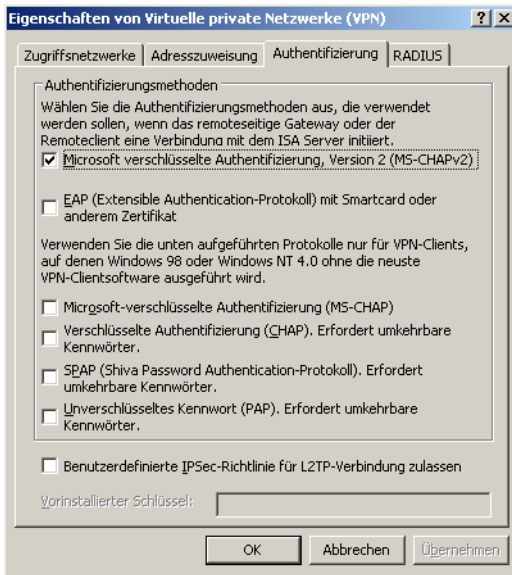 Eigenschaften von Virtuelle private Netzwerke (VPN)
Zugriffsnetzwerke
Adresszuweisung
Authentifizierung
RADIUS
Authentifizierungsmethoden
Wählen Sie die Authentifizierungsmethoden aus, die verwendet
werden sollen, wenn das remoteseitige Gateway oder der
Remoteclient eine Verbindung mit dem ISA Server initiiert.
Microsoft verschlüsselte Authentifizierung, Version 2 (MS-CHAPv2)
EAP (Extensible Authentication-Protokoll) mit Smartcard oder
anderem Zertifikat
Verwenden Sie die unten aufgeführten Protokolle nur für VPN-Clients,
auf denen Windows 98 oder Windows NT 4.0 ohne die neuste
VPN-Clientsoftware ausgeführt wird.
Microsoft-verschlüsselte Authentifizierung (MS-CHAP)
Verschlüsselte Authentifizierung (CHAP). Erfordert umkehrbare
Kennwörter.
SPAP (Shiva Password Authentication-Protokoll). Erfordert
umkehrbare Kennwörter.
Unverschlüsseltes Kennwort (PAP). Erfordert umkehrbare
Kennwörter.
Benutzerdefinierte IPSec-Richtlinie für L2TP-Verbindung zulassen
Vorinstallierter Schlüssel:
OK
Abbrechen
Übernehmen